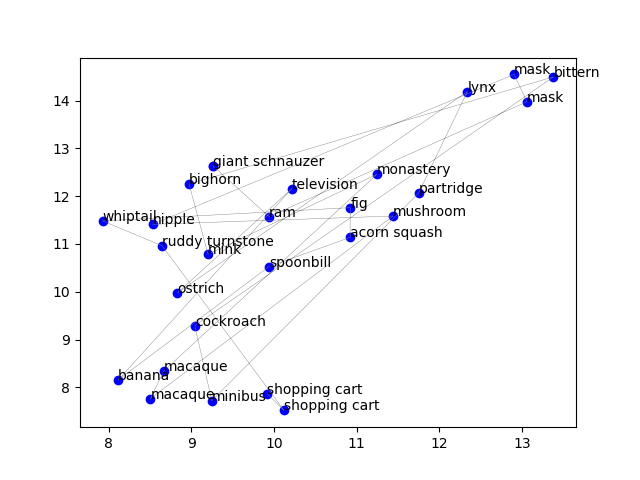 mask
bittern
lynx
mask
14
13
giant schnauzer
monastery
bighorn
television
partridge
12
fig
whiptail
nipple
ram
mushroom
acorn squash
11
ruddy turnstone
mink
spoonbill
10
ostrich
cockroach
9
macaque
banana
8
shopping cart
macaque
minibus
shopping cart
8 9 10 11 12 13